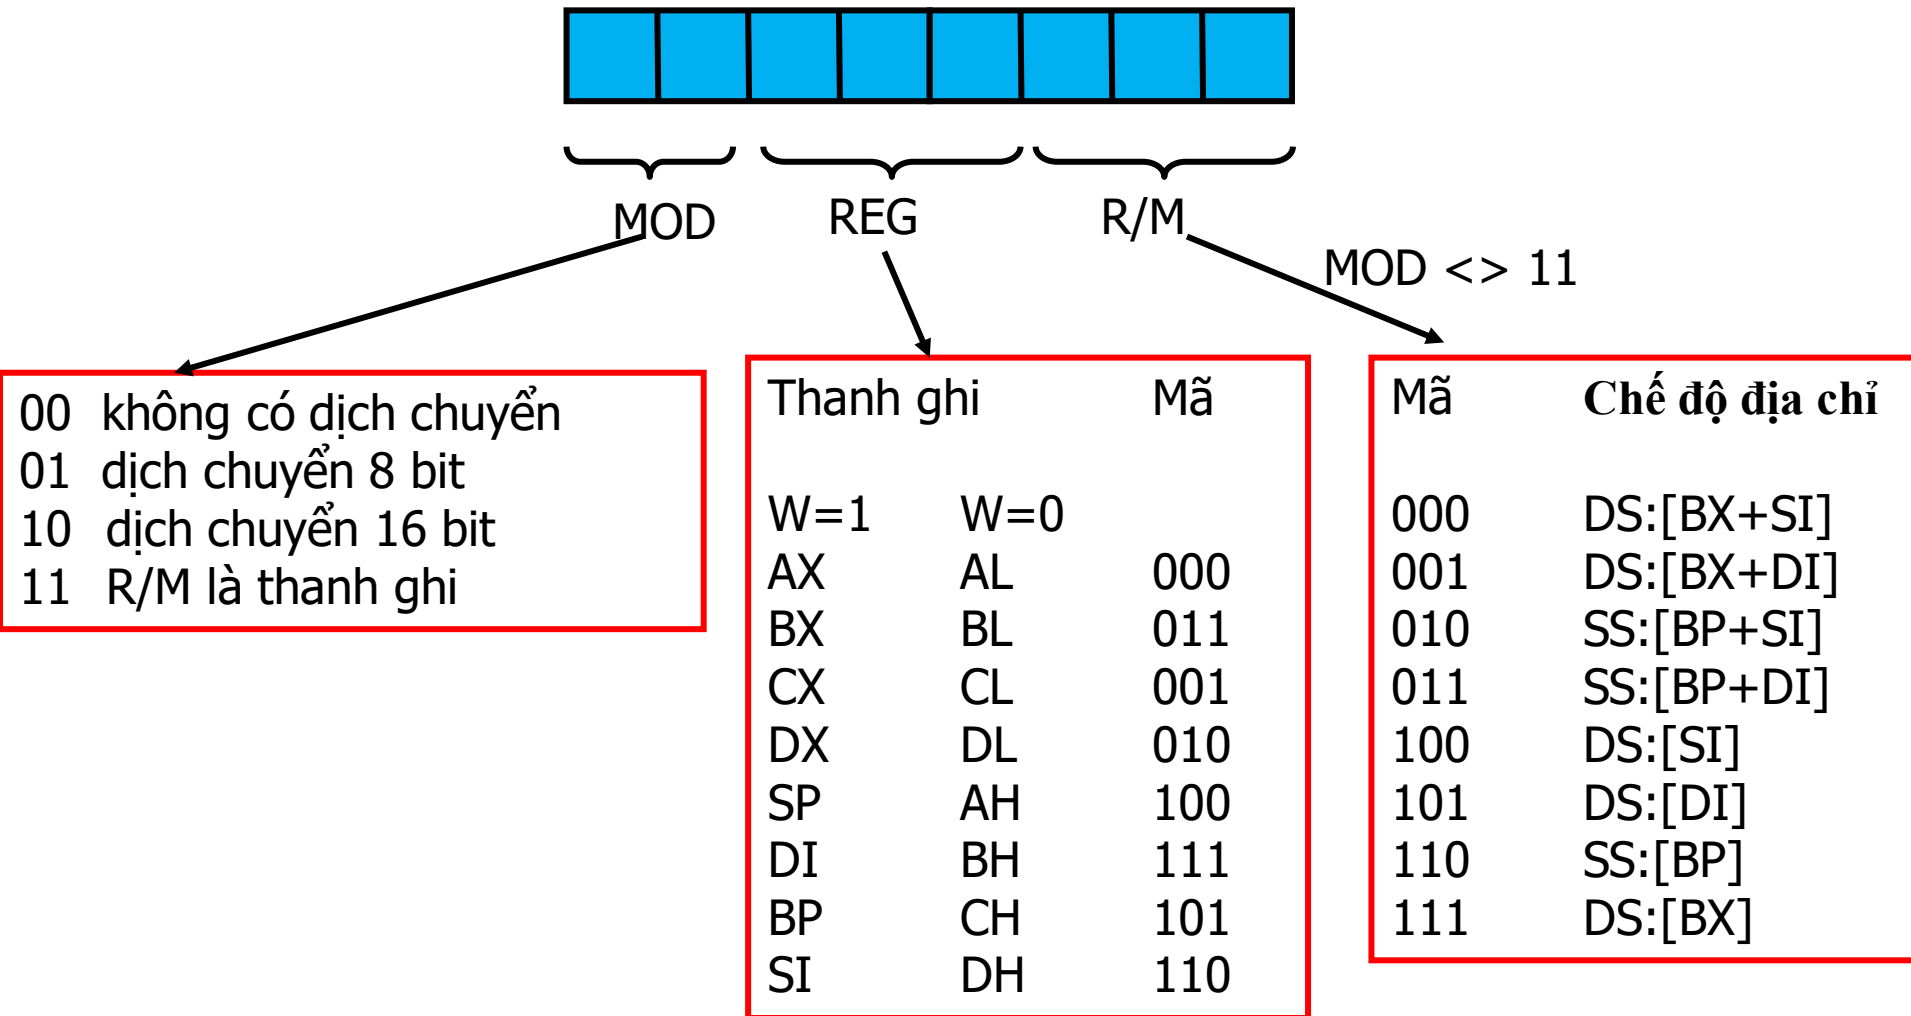 MOD REG R/M
MOD <> 11
00 không có dịch chuyển
01 dịch chuyển 8 bit
10 dịch chuyển 16 bit
11 R/M là thanh ghi
Thanh ghi Mã
W=1 W=0
AX AL 000
BX BL 011
CX CL 001
DX DL 010
SP AH 100
DI BH 111
BP CH 101
SI DH 110
Mã Chế độ địa chỉ
000 DS:[BX+SI]
001 DS:[BX+DI]
010 SS:[BP+SI]
011 SS:[BP+DI]
100 DS:[SI]
101 DS:[DI]
110 SS:[BP]
111 DS:[BX]